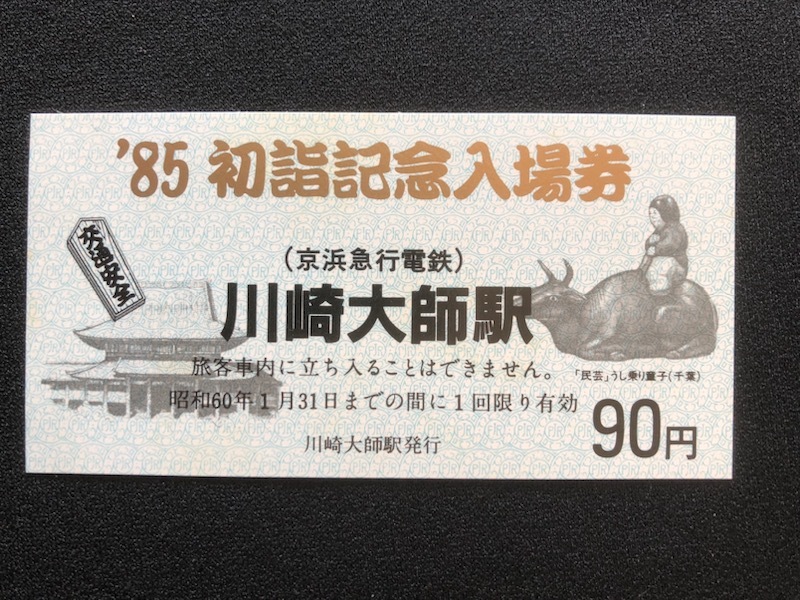 '85 初詣記念入場券
交通安全
(京浜急行電鉄)
川崎大師駅
旅客車内に立ち入ることはできません。
「民芸」うし乗り童子(千葉)
昭和60年1月31日までの間に1回限り有効
90円
川崎大師駅発行